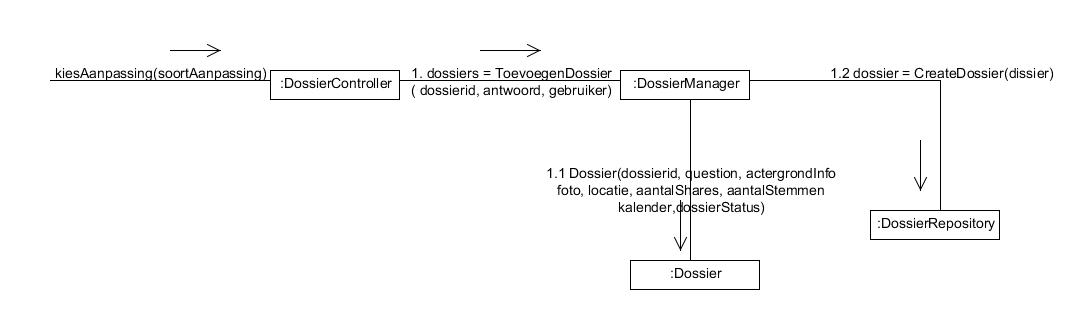 kiesAanpassing(soortAanpassing)
:DossierController
1. dossiers = ToevoegenDossier
( dossierid, antwoord, gebruiker)
:DossierManager
1.2 dossier = CreateDossier(dissier)
1.1 Dossier(dossierid, question, actergrondInfo
foto, locatie, aantalShares, aantalStemmen
kalender,dossierStatus)
:DossierRepository
:Dossier